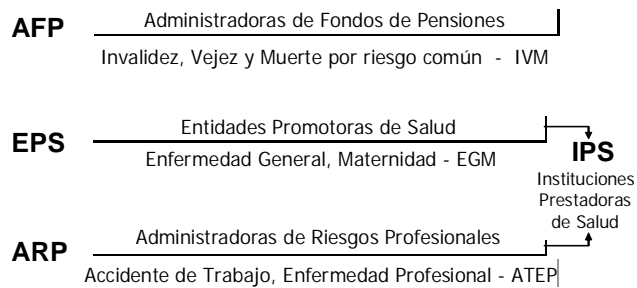 AFP Administradoras de Fondos de Pensiones
Invalidez, Vejez y Muerte por riesgo común - IVM
EPS Entidades Promotoras de Salud
Enfermedad General, Maternidad - EGM
IPS
Instituciones
Prestadoras
de Salud
ARP Administradoras de Riesgos Profesionales
Accidente de Trabajo, Enfermedad Profesional - ATEP